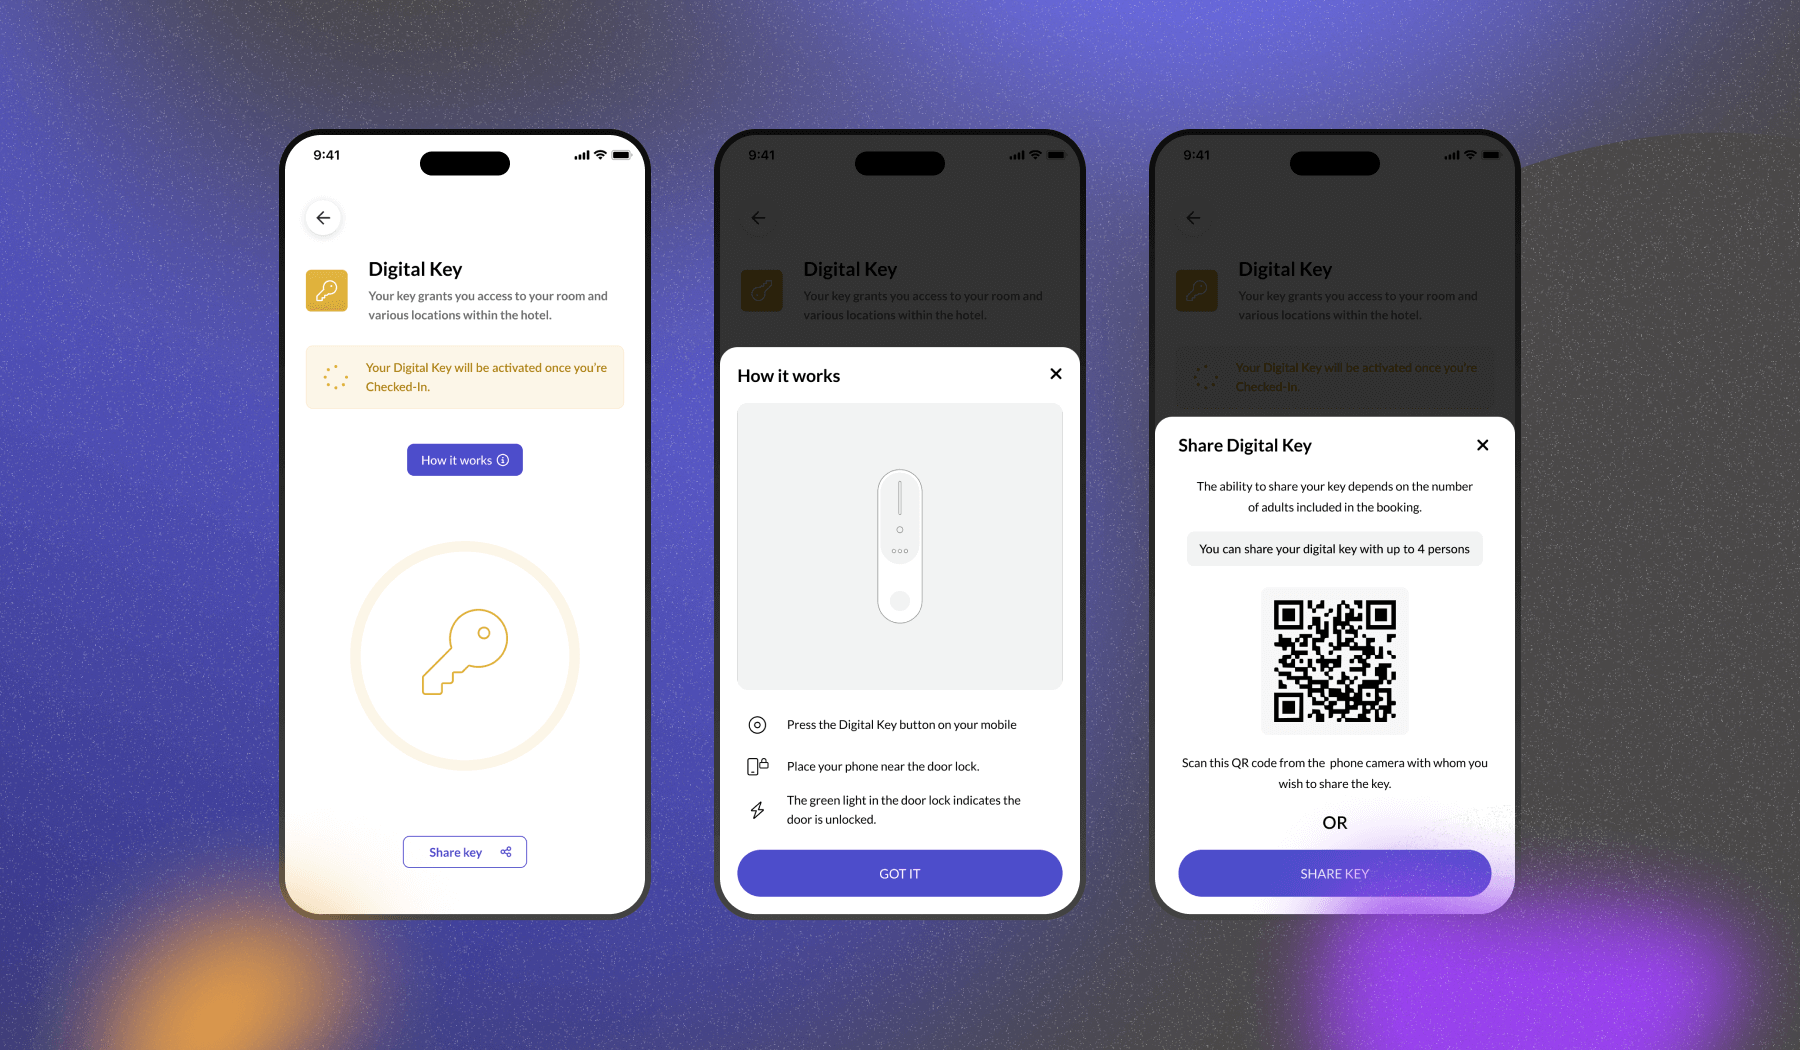 9:41
Digital Key
Your key grants you access to your room and
various locations within the hotel.
Your Digital Key will be activated once you're
Checked-In.
How it works
Share key
9:41
Digital Key
Your key grants you access to your room and
various locations within the hotel.
How it works
Press the Digital Key button on your mobile
Place your phone near the door lock.
The green light in the door lock indicates the
door is unlocked.
GOT IT
9:41
Digital Key
Your key grants you access to your room and
various locations within the hotel.
Your Digital Key will be activated once you're
Checked-In.
Share Digital Key
The ability to share your key depends on the number
of adults included in the booking.
You can share your digital key with up to 4 persons
Scan this QR code from the phone camera with whom you
wish to share the key.
OR
SHARE KEY